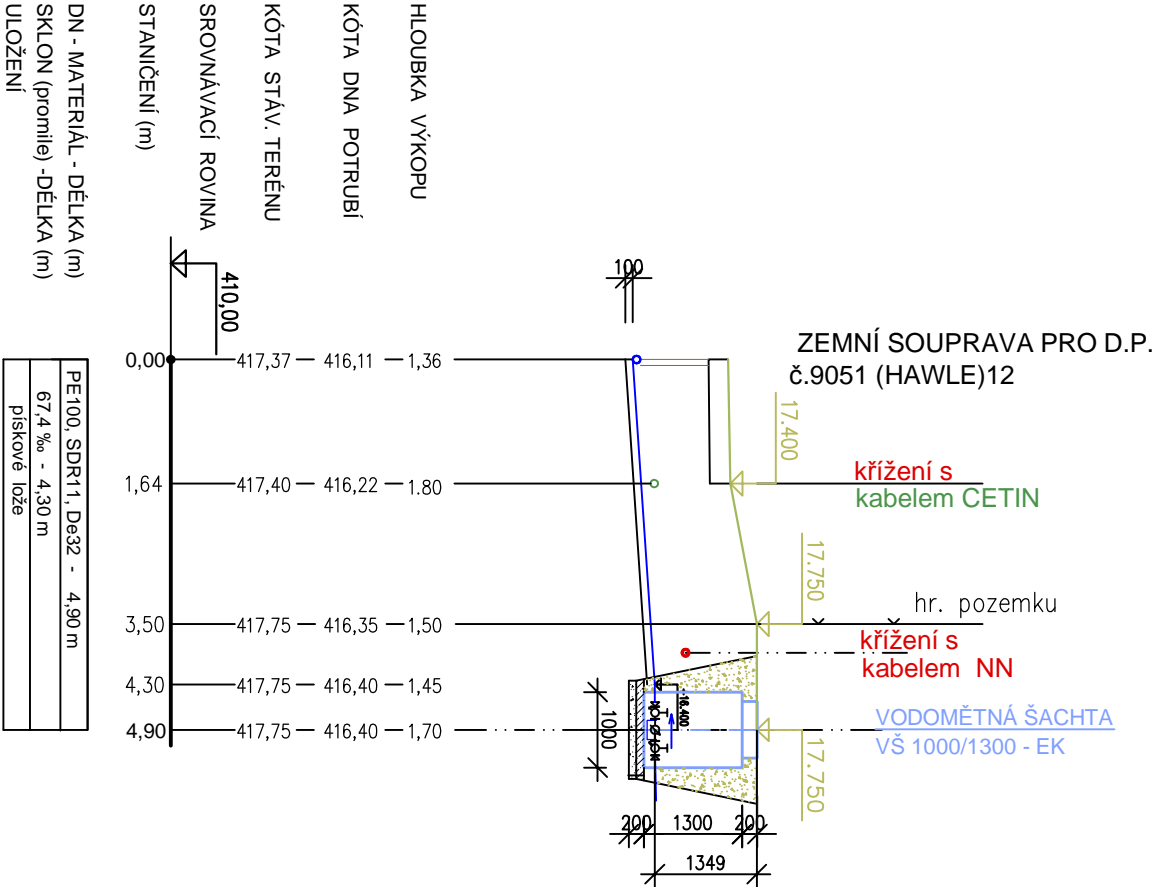 HLOUBKA VÝKOPU
KÓTA DNA POTRUBÍ
KÓTA STÁV. TERÉNU
SROVNÁVACÍ ROVINA
STANIČENÍ (m)
DN - MATERIÁL - DÉLKA (m)
SKLON (promile) -DÉLKA (m)
ULOŽENÍ
410,00
100
ZEMNÍ SOUPRAVA PRO D.P.
č.9051 (HAWLE)12
0,00 417,37 416,11 1,36
17.400
křížení s
kabelem CETIN
1,64 417,40 416,22 1.80
17.750
hr. pozemku
3,50 417,75 416,35 1,50
křížení s
kabelem NN
4,30 417,75 416,40 1,45
4,90 417,75 416,40 1,70
1000
VODOMĚTNÁ ŠACHTA
VŠ 1000/1300 - EK
17.750
200 1300 200
1349
PE100, SDR11, De32 - 4,90 m
67,4 ‰ - 4,30 m
pískové lože